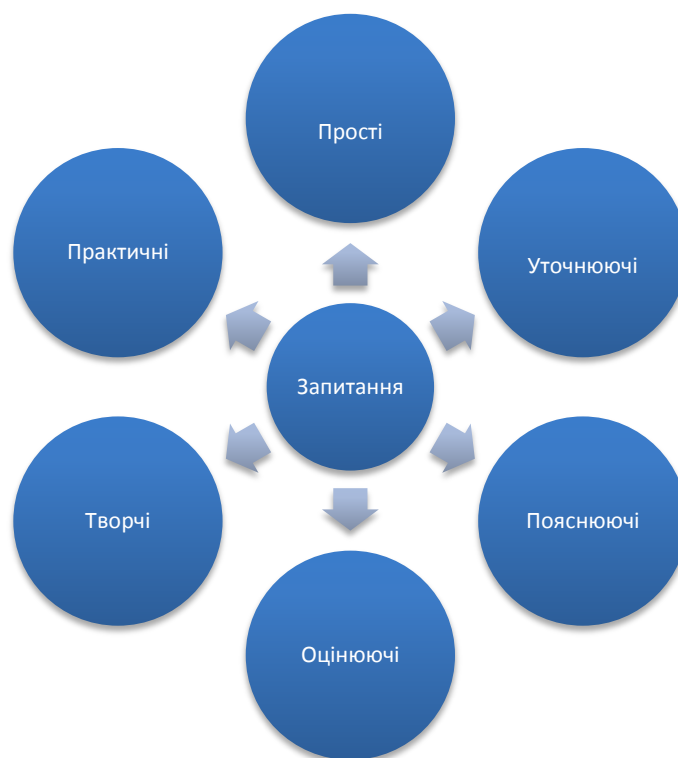 Прості
Практичні
Уточнюючі
Запитання
Творчі
Пояснюючі
Оцінюючі